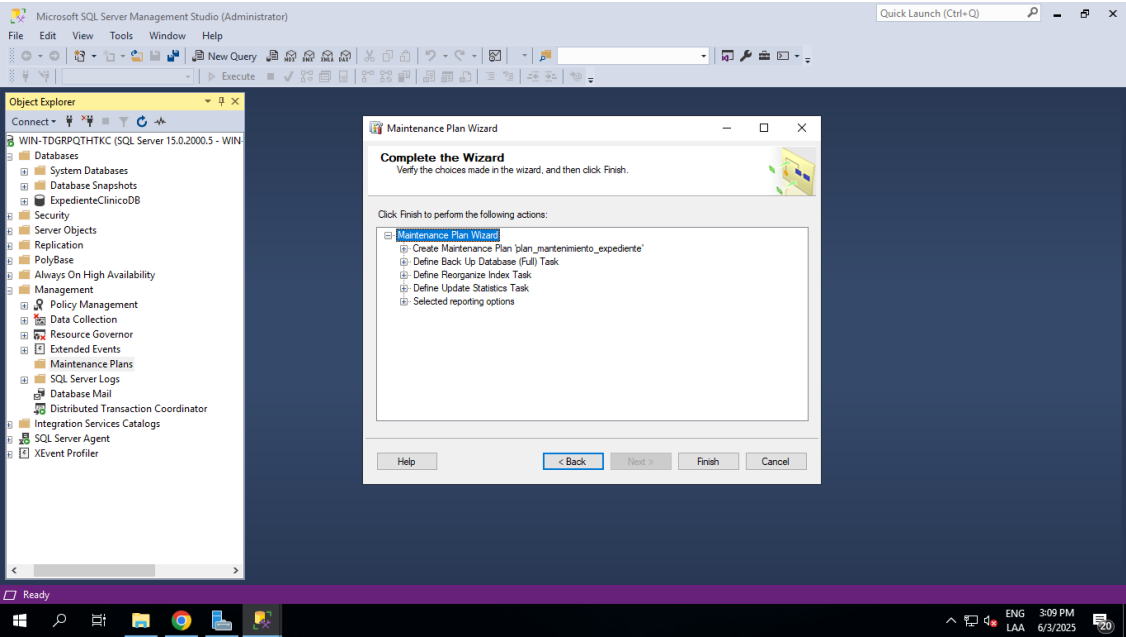 Microsoft SQL Server Management Studio (Administrator)
Quick Launch (Ctrl+Q)
File Edit View Tools Window Help
New Query
Execute
Object Explorer
Connect
WIN-TDGRPQTHTKC (SQL Server 15.0.2000.5 - WIN-
Databases
System Databases
Database Snapshots
ExpedienteClinicoDB
Security
Server Objects
Replication
PolyBase
Always On High Availability
Management
Policy Management
Data Collection
Resource Governor
Extended Events
Maintenance Plans
SQL Server Logs
Database Mail
Distributed Transaction Coordinator
Integration Services Catalogs
SQL Server Agent
XEvent Profiler
Maintenance Plan Wizard
Complete the Wizard
Verify the choices made in the wizard, and then click Finish.
Click Finish to perform the following actions:
Maintenance Plan Wizard
Create Maintenance Plan 'plan_mantenimiento_expediente'
Define Back Up Database (Full) Task
Define Reorganize Index Task
Define Update Statistics Task
Selected reporting options
Help < Back Next > Finish Cancel
Ready
ENG 3:09 PM
LAA 6/3/2025
20